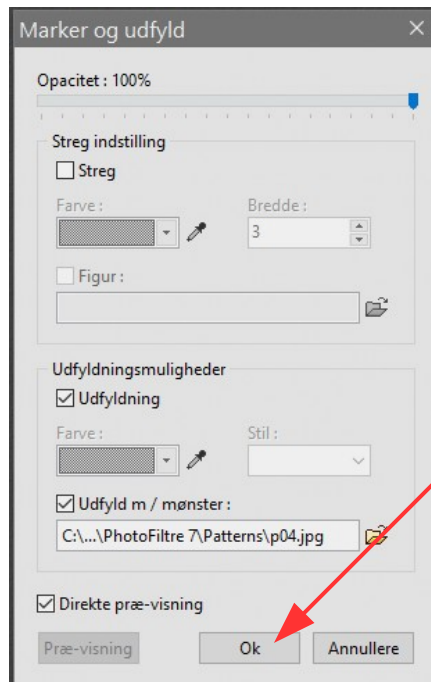 Marker og udfyld
Opacitet : 100%
Streg indstilling
Streg
Farve : Bredde :
3
Figur :
Udfyldningsmuligheder
Udfyldning
Farve : Stil :
Udfyld m / mønster :
C:\...\PhotoFiltre 7\Patterns\p04.jpg
Direkte præ-visning
Præ-visning Ok Annullere